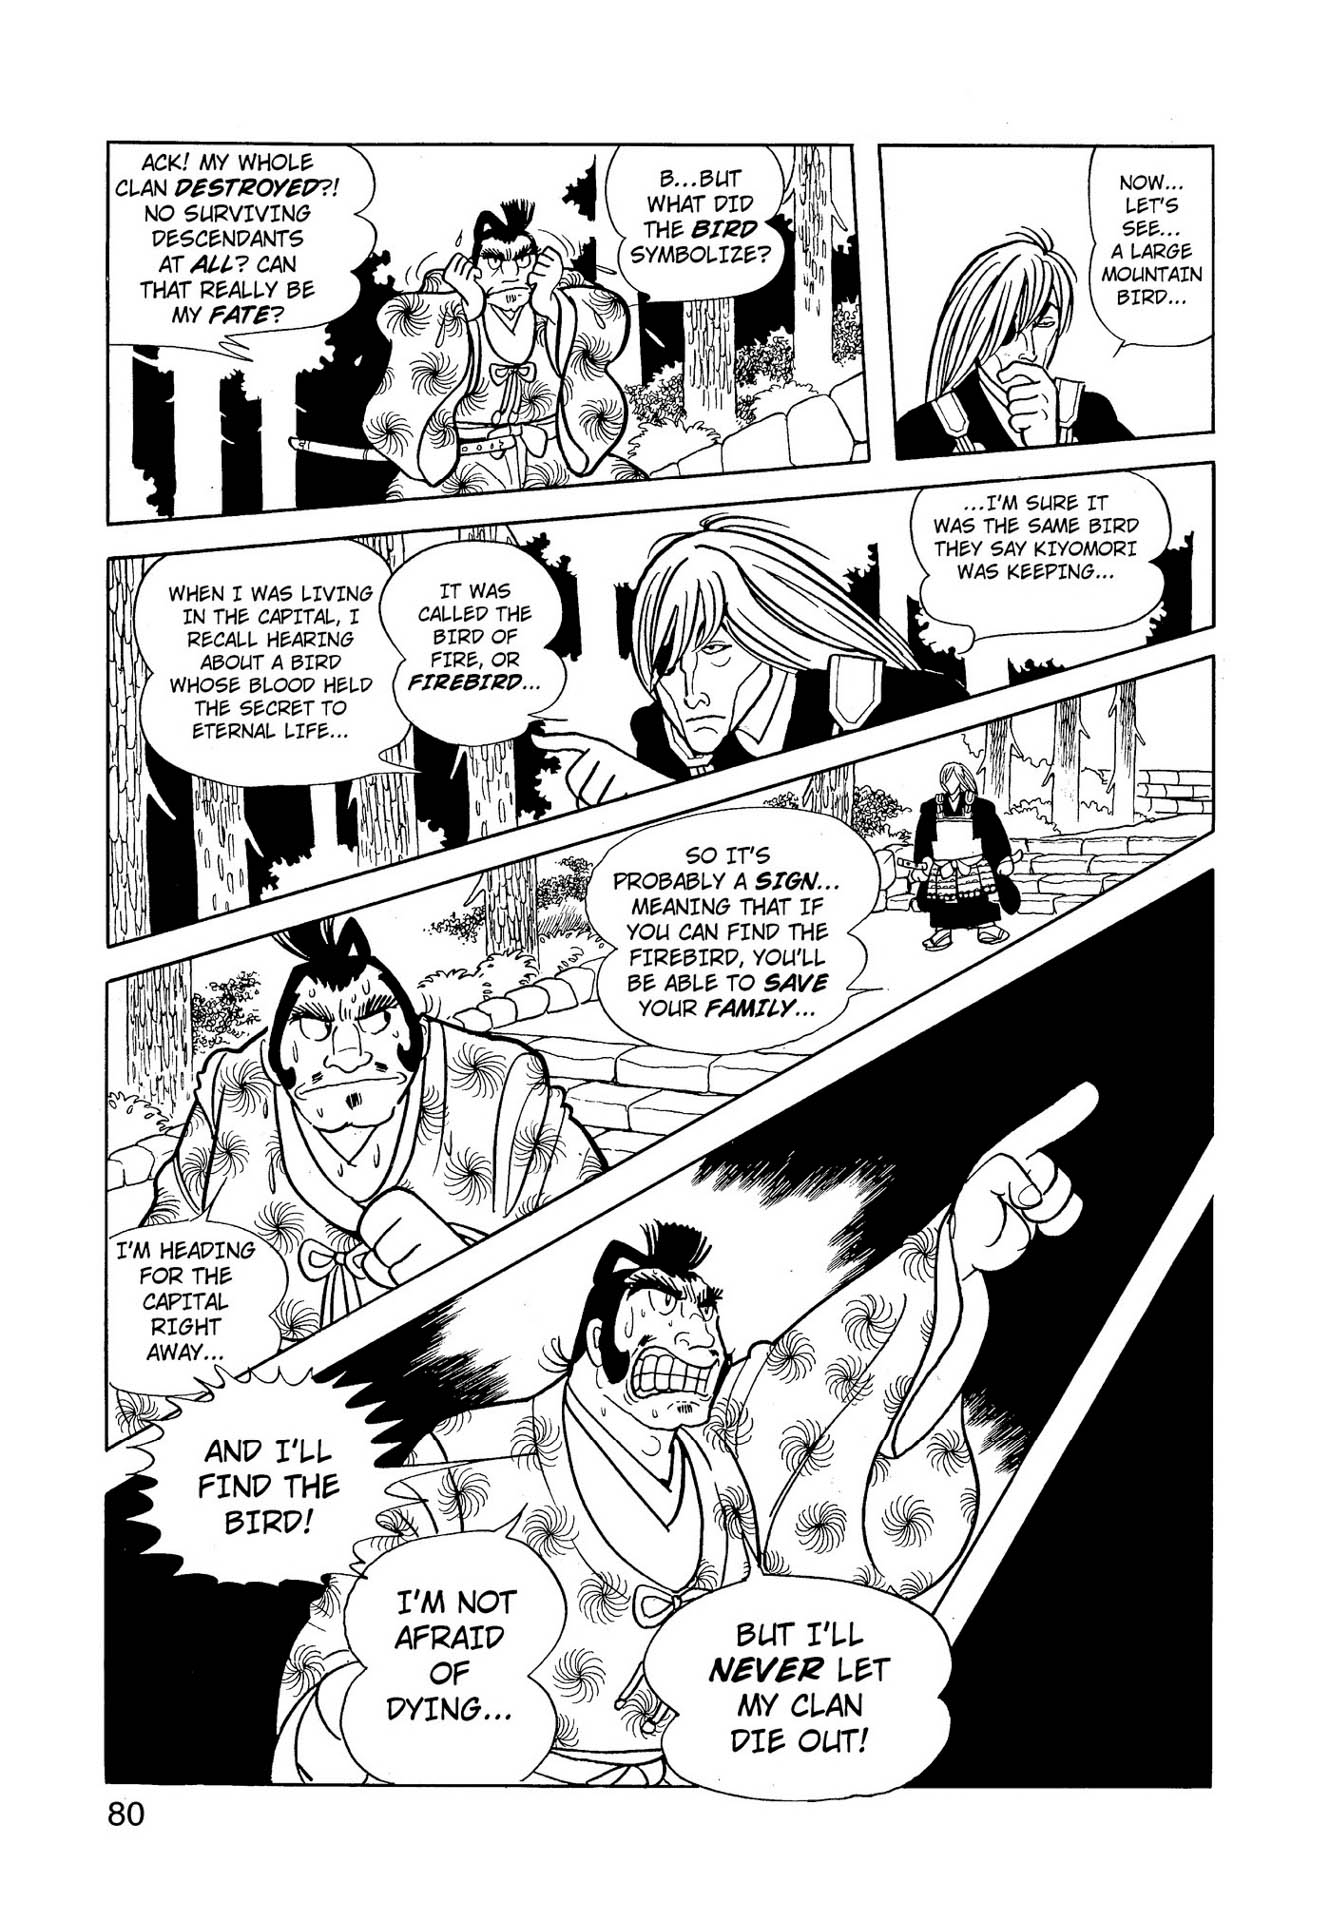 ACK! MY WHOLE
CLAN DESTROYED?!
NO SURVIVING
DESCENDANTS
AT ALL? CAN
THAT REALLY BE
MY FATE?
B...BUT
WHAT DID
THE BIRD
SYMBOLIZE?
NOW...
LET'S
SEE...
A LARGE
MOUNTAIN
BIRD...
...I'M SURE IT
WAS THE SAME BIRD
THEY SAY KIYOMORI
WAS KEEPING...
IT WAS
CALLED THE
BIRD OF
FIRE, OR
FIREBIRD...
WHEN I WAS LIVING
IN THE CAPITAL, I
RECALL HEARING
ABOUT A BIRD
WHOSE BLOOD HELD
THE SECRET TO
ETERNAL LIFE...
SO IT'S
PROBABLY A SIGN...
MEANING THAT IF
YOU CAN FIND THE
FIREBIRD, YOU'LL
BE ABLE TO SAVE
YOUR FAMILY...
I'M HEADING
FOR THE
CAPITAL
RIGHT
AWAY...
AND I'LL
FIND THE
BIRD!
I'M NOT
AFRAID
OF
DYING...
BUT I'LL
NEVER LET
MY CLAN
DIE OUT!
80